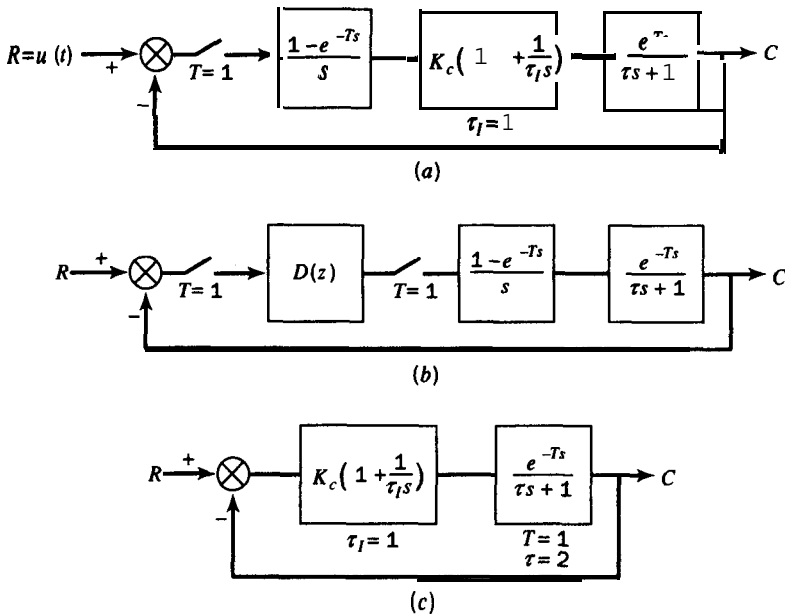 R=u (t)
+
−
T= 1
1−e^−Ts
s
K_c( 1 + 1/τ_I s)
τ_I=1
e
τs+1
C
(a)
R
+
−
T= 1
D(z)
T= 1
1−e^−Ts
s
e^−Ts
τs+1
C
(b)
R
+
−
K_c( 1+ 1/τ_I s)
τ_I=1
e^−Ts
τs+1
T= 1
τ=2
C
(c)